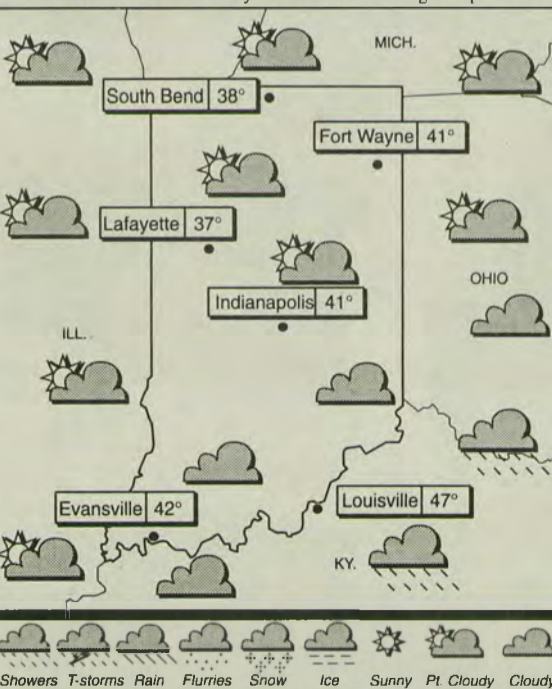 MICH.
South Bend 38°
Fort Wayne 41°
Lafayette 37°
OHIO
Indianapolis 41°
ILL.
Evansville 42°
Louisville 47°
KY.
Showers T-storms Rain Flurries Snow Ice Sunny Pt. Cloudy Cloudy